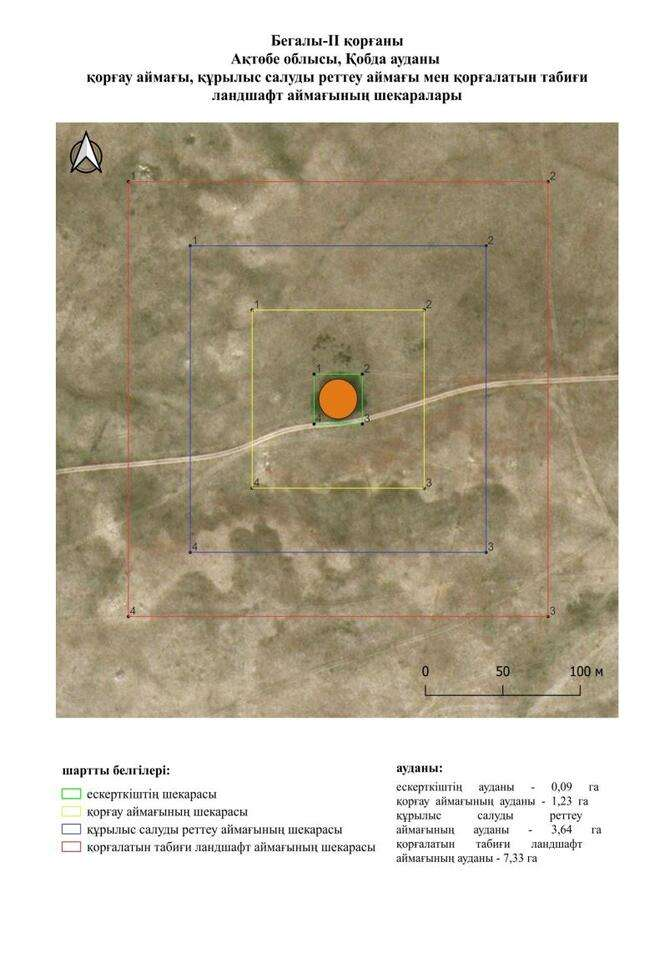 Бегалы-II қорғаны
Ақтөбе облысы, Қобда ауданы
қорғау аймағы, құрылыс салуды реттеу аймағы мен қорғалатын табиғи
ландшафт аймағының шекаралары
1 2
1 2
1 2
1 2
4 3
4 3
4 3
4 3
0 50 100 м
шартты белгілері:
ескерткіштің шекарасы
қорғау аймағының шекарасы
құрылыс салуды реттеу аймағының шекарасы
қорғалатын табиғи ландшафт аймағының шекарасы
ауданы:
ескерткіштің ауданы - 0,09 га
қорғау аймағының ауданы - 1,23 га
құрылыс салуды реттеу
аймағының ауданы - 3,64 га
қорғалатын табиғи ландшафт
аймағының ауданы - 7,33 га